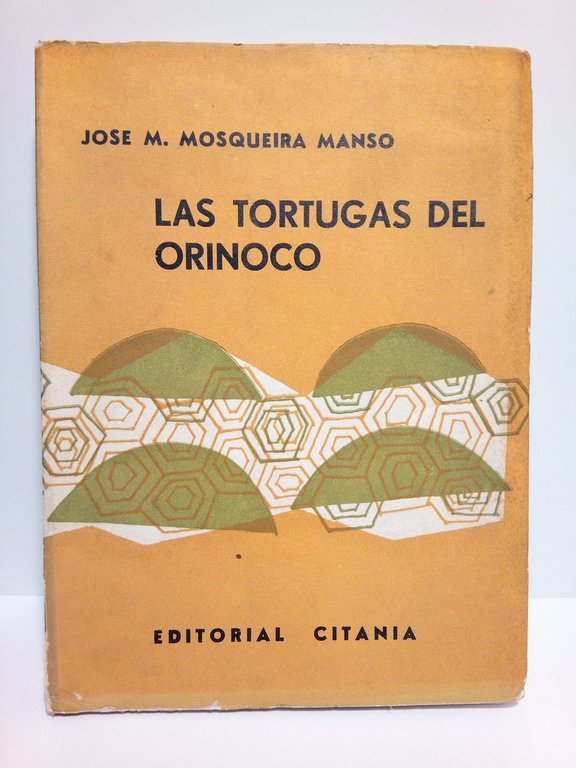 JOSE M. MOSQUEIRA MANSO
LAS TORTUGAS DEL
ORINOCO
EDITORIAL CITANIA